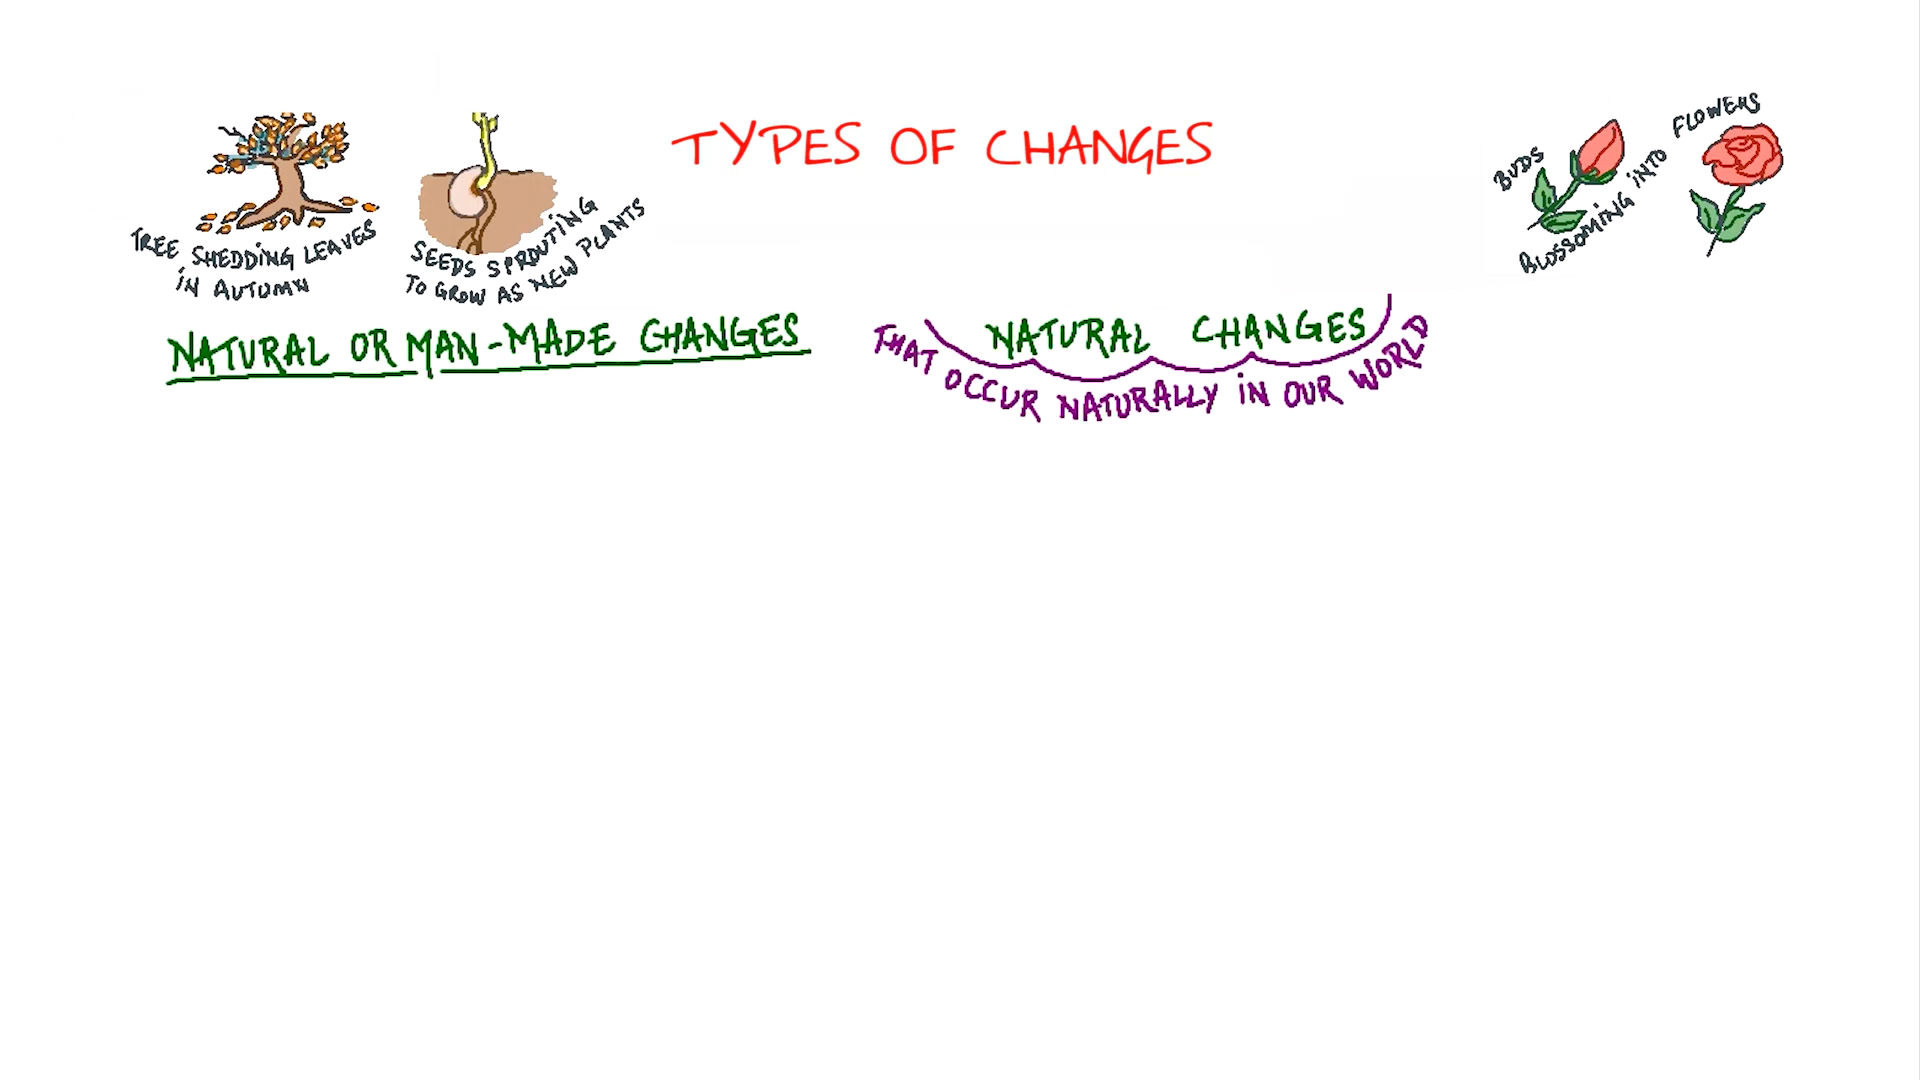 TYPES OF CHANGES
TREE SHEDDING LEAVES
IN AUTUMN
SEEDS SPROUTING
TO GROW AS NEW PLANTS
BUDS
BLOSSOMING INTO
FLOWERS
NATURAL OR MAN-MADE CHANGES
NATURAL CHANGES
THAT OCCUR NATURALLY IN OUR WORLD